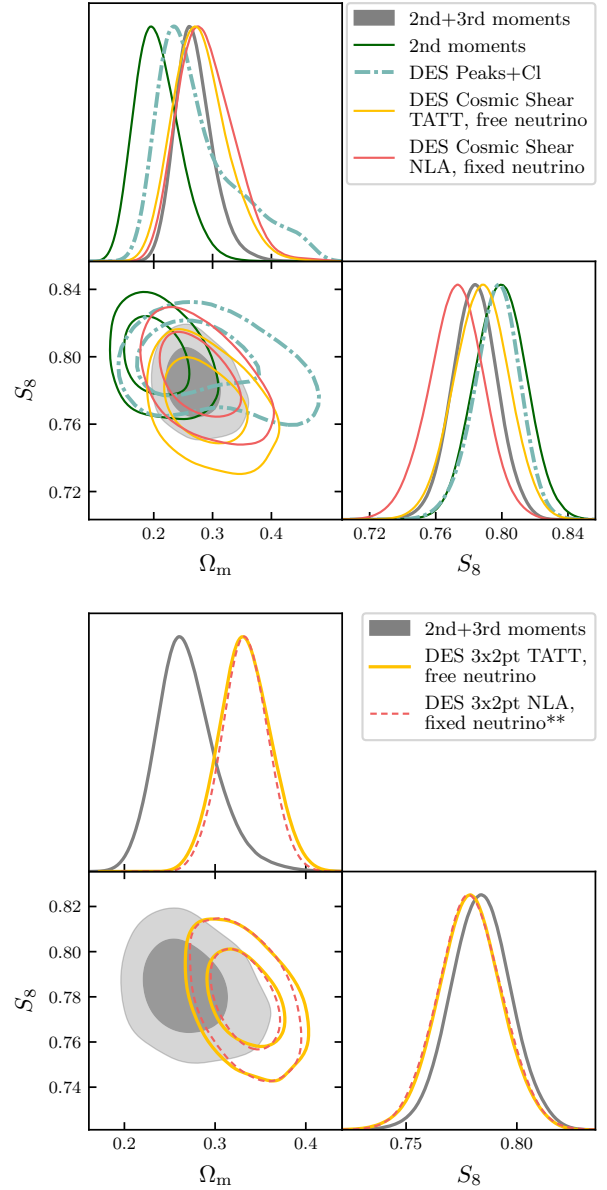 2nd+3rd moments
2nd moments
DES Peaks+Cl
DES Cosmic Shear
TATT, free neutrino
DES Cosmic Shear
NLA, fixed neutrino
0.84
0.80
0.76
0.72
S8
0.2
0.3
0.4
Ωm
0.72
0.76
0.80
0.84
S8
2nd+3rd moments
DES 3x2pt TATT,
free neutrino
DES 3x2pt NLA,
fixed neutrino**
0.82
0.80
0.78
0.76
0.74
S8
0.2
0.3
0.4
Ωm
0.75
0.80
S8